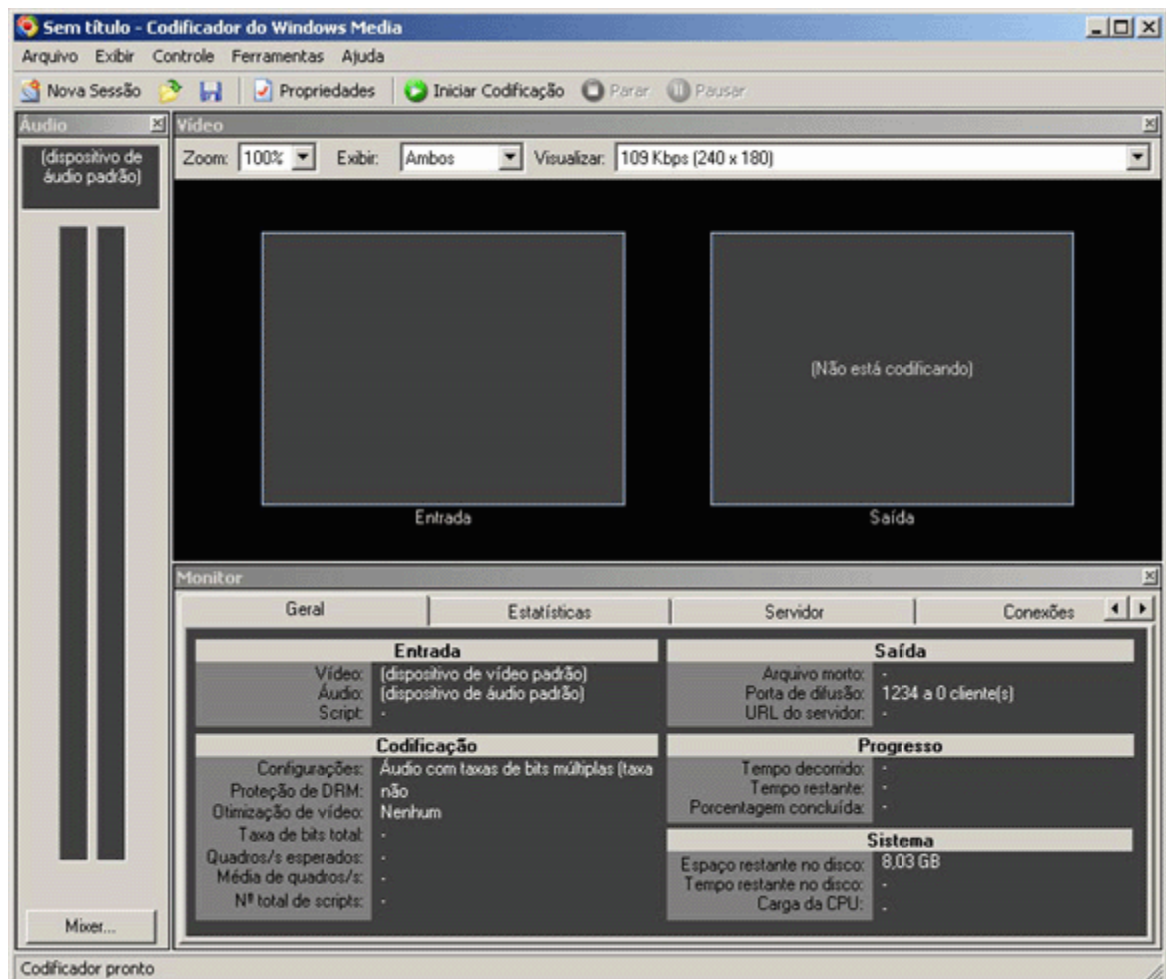 Sem título - Codificador do Windows Media
Arquivo Exibir Controle Ferramentas Ajuda
Nova Sessão Propriedades Iniciar Codificação Parar Pausar
Áudio
(dispositivo de
áudio padrão)
Mixer...
Vídeo
Zoom: 100% Exibir: Ambos Visualizar: 109 Kbps (240 x 180)
(Não está codificando)
Entrada Saída
Monitor
Geral Estatísticas Servidor Conexões
Entrada
Vídeo: (dispositivo de vídeo padrão)
Áudio: (dispositivo de áudio padrão)
Script: -
Codificação
Configurações: Áudio com taxas de bits múltiplas (taxa
Proteção de DRM: não
Otimização de vídeo: Nenhum
Taxa de bits total: -
Quadros/s esperados: -
Média de quadros/s: -
Nº total de scripts: -
Saída
Arquivo morto: -
Porta de difusão: 1234 a 0 cliente(s)
URL do servidor: -
Progresso
Tempo decorrido: -
Tempo restante: -
Porcentagem concluída: -
Sistema
Espaço restante no disco: 8,03 GB
Tempo restante no disco: -
Carga da CPU: -
Codificador pronto